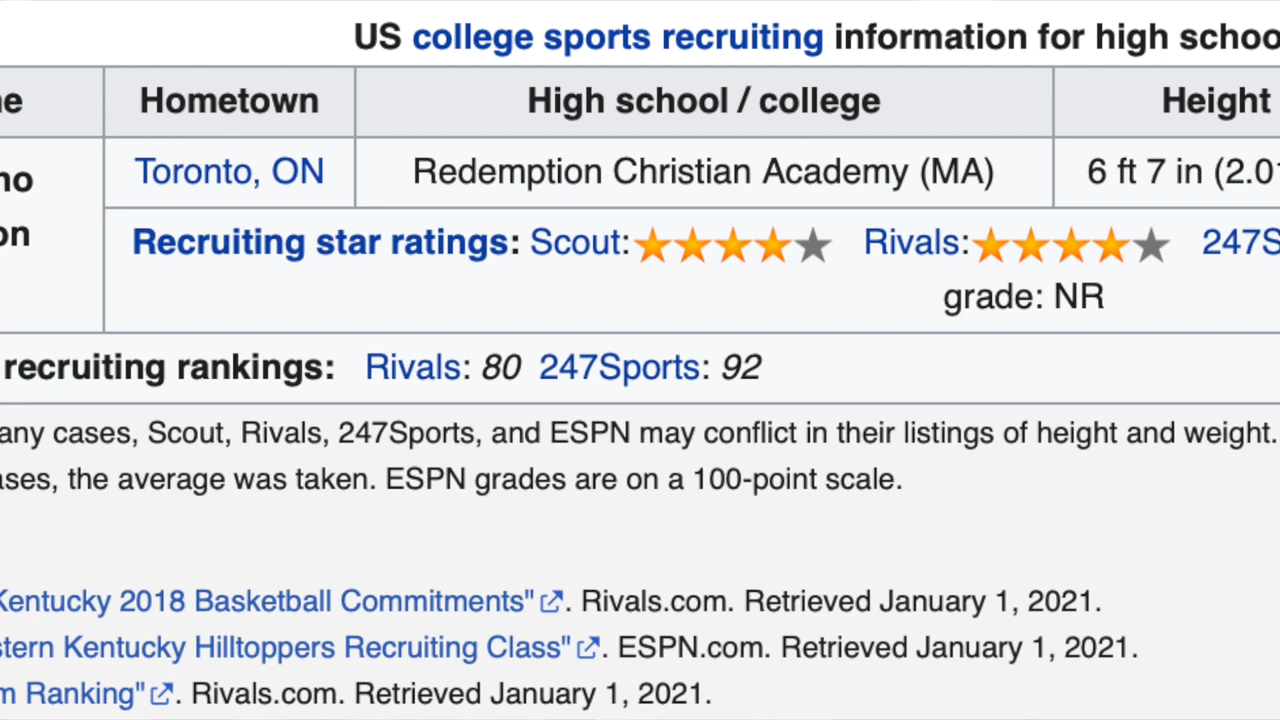 US college sports recruiting information for high schoo
e Hometown High school / college Height
no Toronto, ON Redemption Christian Academy (MA) 6 ft 7 in (2.0
on Recruiting star ratings: Scout: Rivals: 247S
grade: NR
recruiting rankings: Rivals: 80 247Sports: 92
any cases, Scout, Rivals, 247Sports, and ESPN may conflict in their listings of height and weight.
ases, the average was taken. ESPN grades are on a 100-point scale.
Kentucky 2018 Basketball Commitments". Rivals.com. Retrieved January 1, 2021.
stern Kentucky Hilltoppers Recruiting Class". ESPN.com. Retrieved January 1, 2021.
m Ranking". Rivals.com. Retrieved January 1, 2021.